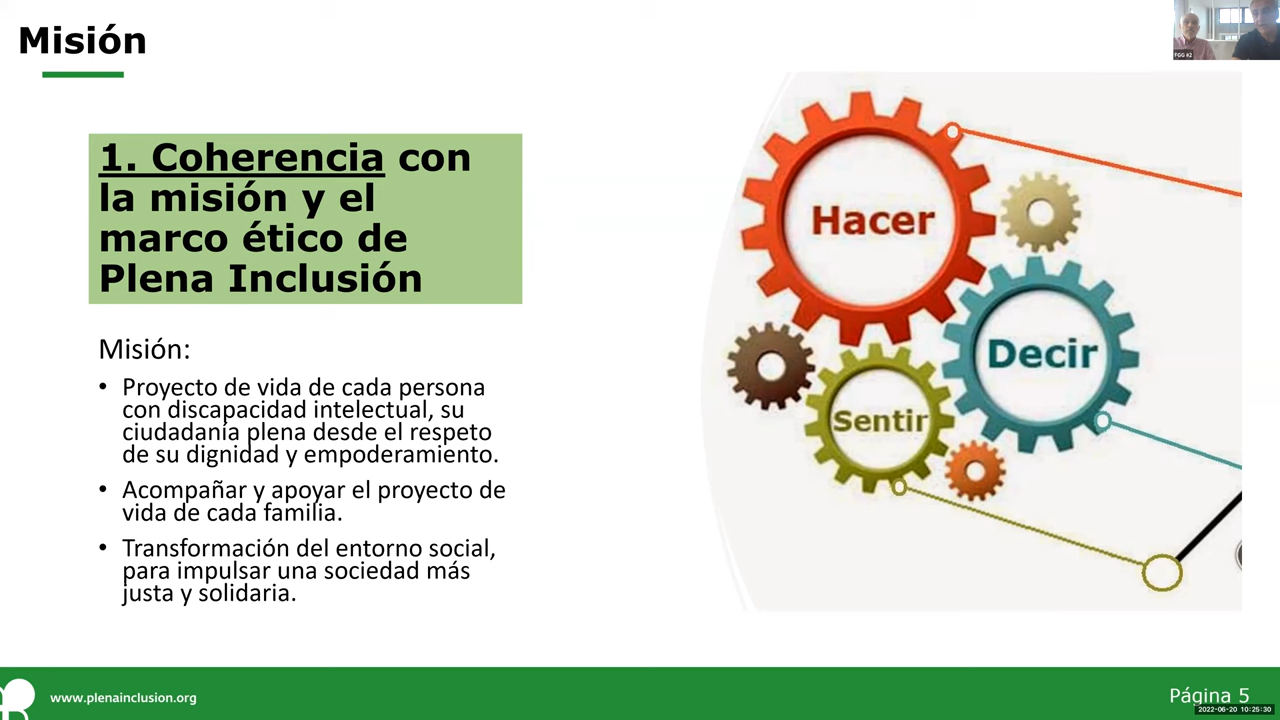 Misión
1. Coherencia con
la misión y el
marco ético de
Plena Inclusión
Misión:
• Proyecto de vida de cada persona
con discapacidad intelectual, su
ciudadanía plena desde el respeto
de su dignidad y empoderamiento.
• Acompañar y apoyar el proyecto de
vida de cada familia.
• Transformación del entorno social,
para impulsar una sociedad más
justa y solidaria.
Hacer
Decir
Sentir
FGG #2
www.plenainclusion.org
Página 5
2022-06-20 10:25:30